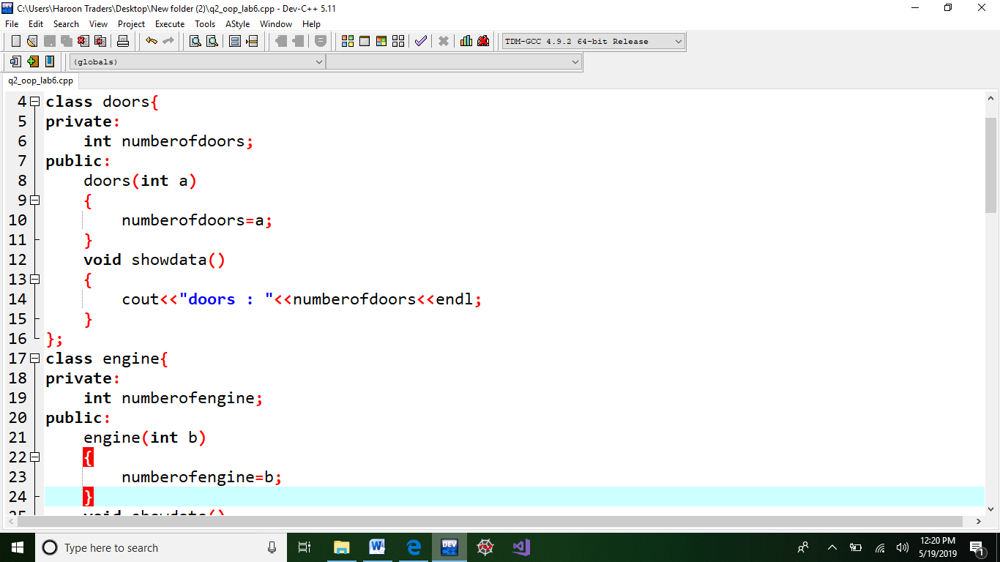 C:\Users\Haroon Traders\Desktop\New folder (2)\q2_oop_lab6.cpp - Dev-C++ 5.11
File Edit Search View Project Execute Tools AStyle Window Help
TDM-GCC 4.9.2 64-bit Release
(globals)
q2_oop_lab6.cpp
4 class doors{
5 private:
6 int numberofdoors;
7 public:
8 doors(int a)
9 {
10 numberofdoors=a;
11 }
12 void showdata()
13 {
14 cout<<"doors : "<<numberofdoors<<endl;
15 }
16 };
17 class engine{
18 private:
19 int numberofengine;
20 public:
21 engine(int b)
22 {
23 numberofengine=b;
24 }
25 void showdata()
Type here to search
DEV
12:20 PM
5/19/2019
1